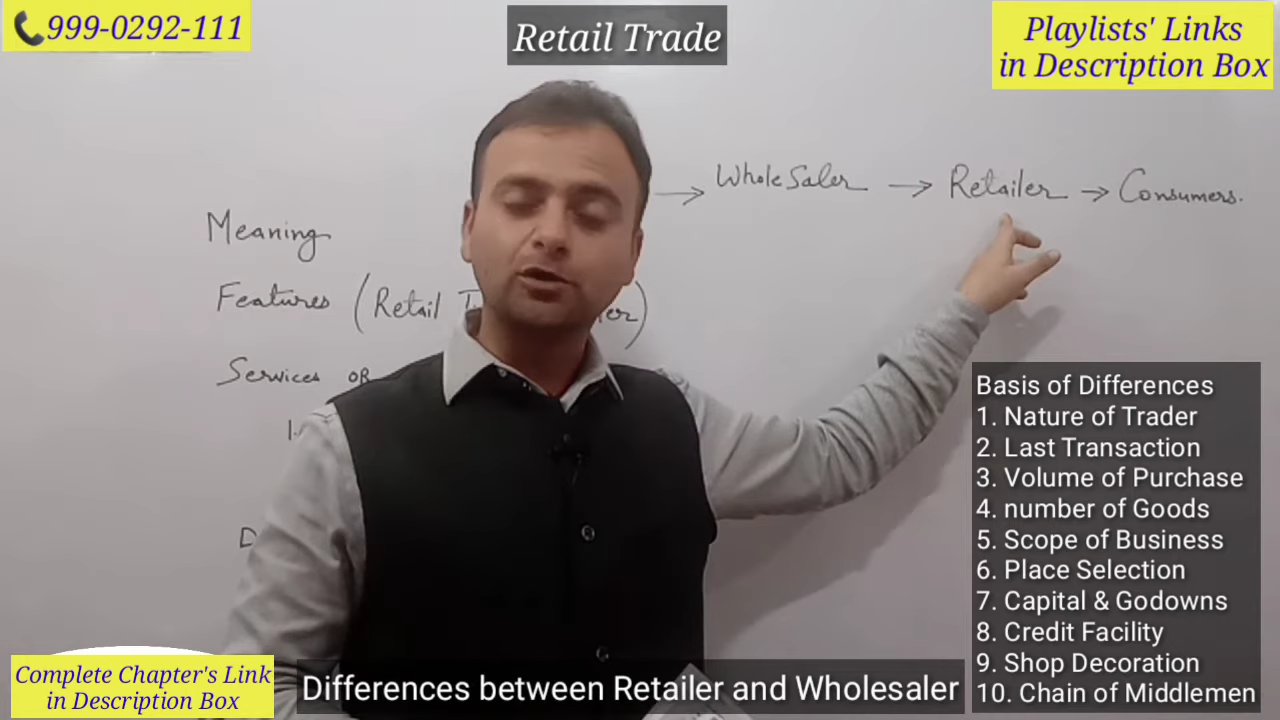 999-0292-111
Retail Trade
Playlists' Links
in Description Box
→ WholeSaler → Retailer → Consumers.
Meaning
Features (Retail
Services OR
Basis of Differences
1. Nature of Trader
2. Last Transaction
3. Volume of Purchase
4. number of Goods
5. Scope of Business
6. Place Selection
7. Capital & Godowns
8. Credit Facility
9. Shop Decoration
10. Chain of Middlemen
Complete Chapter's Link
in Description Box
Differences between Retailer and Wholesaler